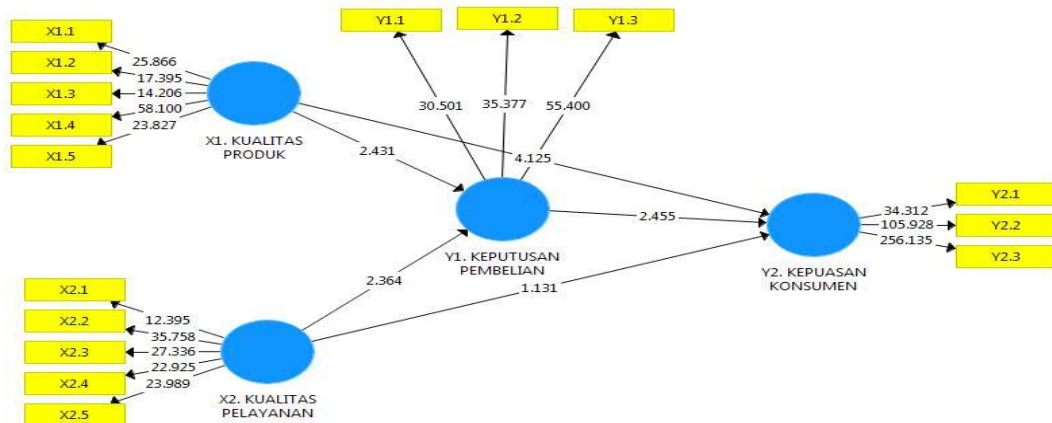 Y1.1
Y1.2
Y1.3
X1.1
X1.2
X1.3
X1.4
X1.5
25.866
17.395
14.206
58.100
23.827
X1. KUALITAS
PRODUK
30.501
35.377
55.400
2.431
4.125
Y1. KEPUTUSAN
PEMBELIAN
2.455
Y2. KEPUASAN
KONSUMEN
34.312
105.928
256.135
Y2.1
Y2.2
Y2.3
2.364
1.131
X2.1
X2.2
X2.3
X2.4
X2.5
12.395
35.758
27.336
22.925
23.989
X2. KUALITAS
PELAYANAN